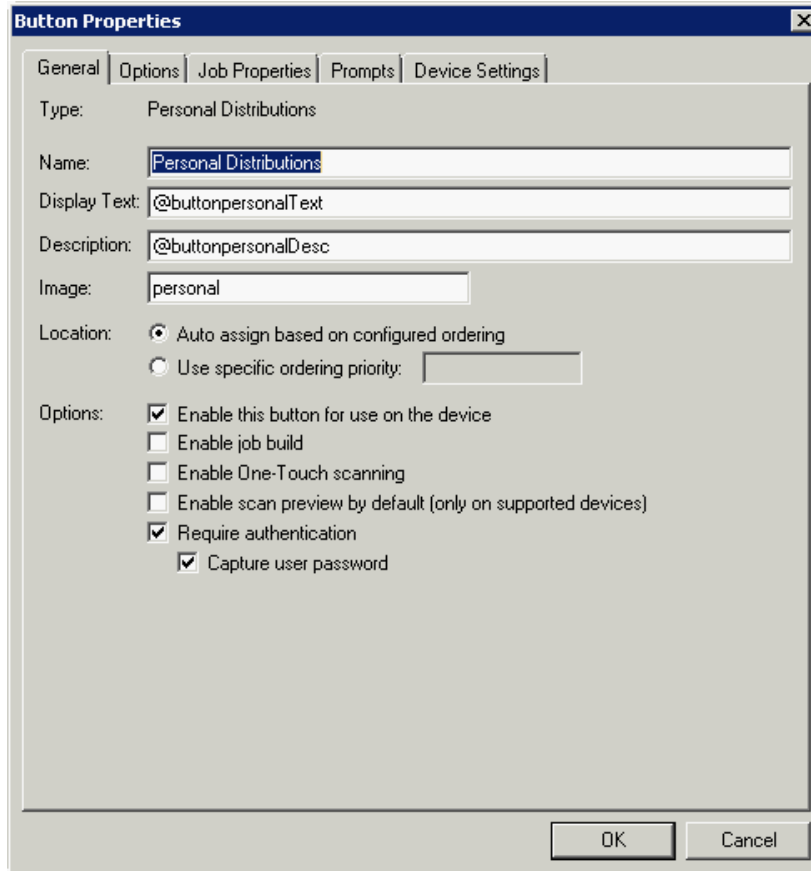 Button Properties
General Options Job Properties Prompts Device Settings
Type: Personal Distributions
Name: Personal Distributions
Display Text: @buttonpersonalText
Description: @buttonpersonalDesc
Image: personal
Location: Auto assign based on configured ordering
Use specific ordering priority:
Options: Enable this button for use on the device
Enable job build
Enable One-Touch scanning
Enable scan preview by default (only on supported devices)
Require authentication
Capture user password
OK Cancel